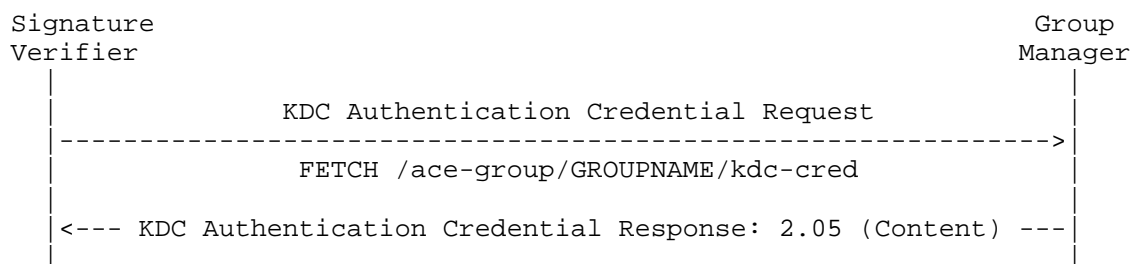 Signature Group
Verifier Manager
KDC Authentication Credential Request
FETCH /ace-group/GROUPNAME/kdc-cred
KDC Authentication Credential Response: 2.05 (Content)